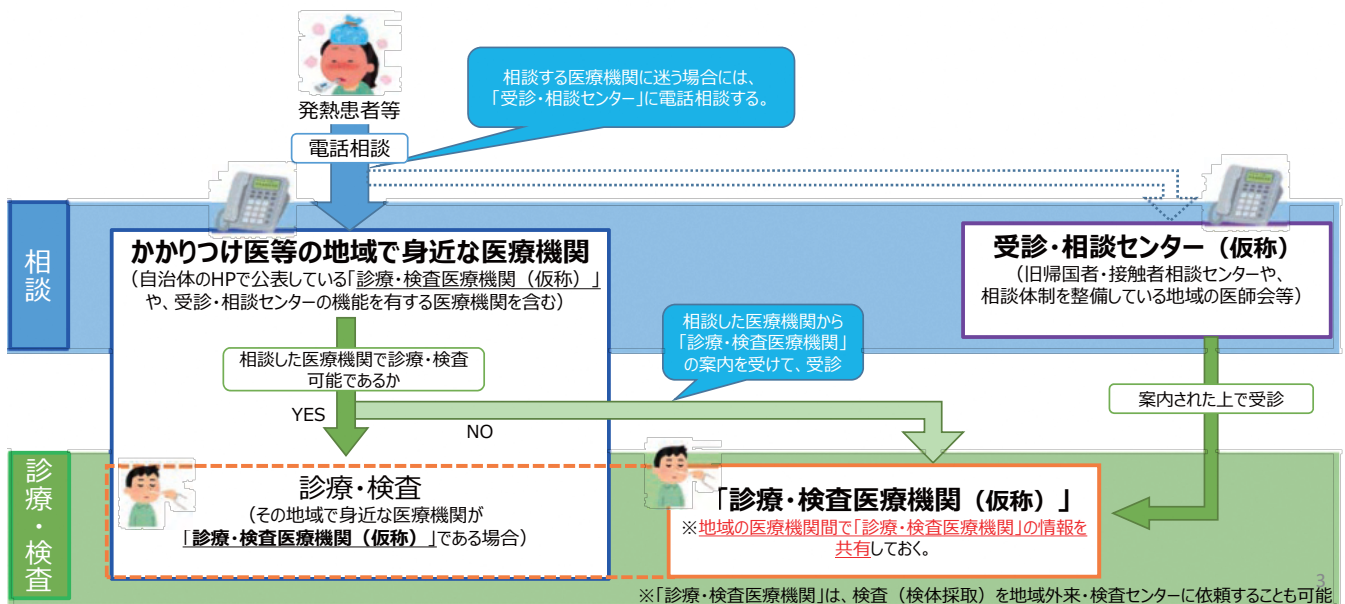 発熱患者等
相談する医療機関に迷う場合には、
「受診・相談センター」に電話相談する。
電話相談
相談
かかりつけ医等の地域で身近な医療機関
（自治体のHPで公表している「診療・検査医療機関（仮称）」
や、受診・相談センターの機能を有する医療機関を含む）
受診・相談センター（仮称）
（旧帰国者・接触者相談センターや、
相談体制を整備している地域の医師会等）
相談した医療機関で診療・検査
可能であるか
相談した医療機関から
「診療・検査医療機関」
の案内を受けて、受診
案内された上で受診
YES
NO
診療・検査
診療・検査
（その地域で身近な医療機関が
「診療・検査医療機関（仮称）」である場合）
「診療・検査医療機関（仮称）」
※地域の医療機関間で「診療・検査医療機関」の情報を
共有しておく。
3
※「診療・検査医療機関」は、検査（検体採取）を地域外来・検査センターに依頼することも可能